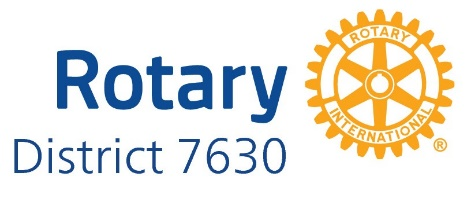 Rotary
District 7630
ROTARY
INTERNATIONAL
®